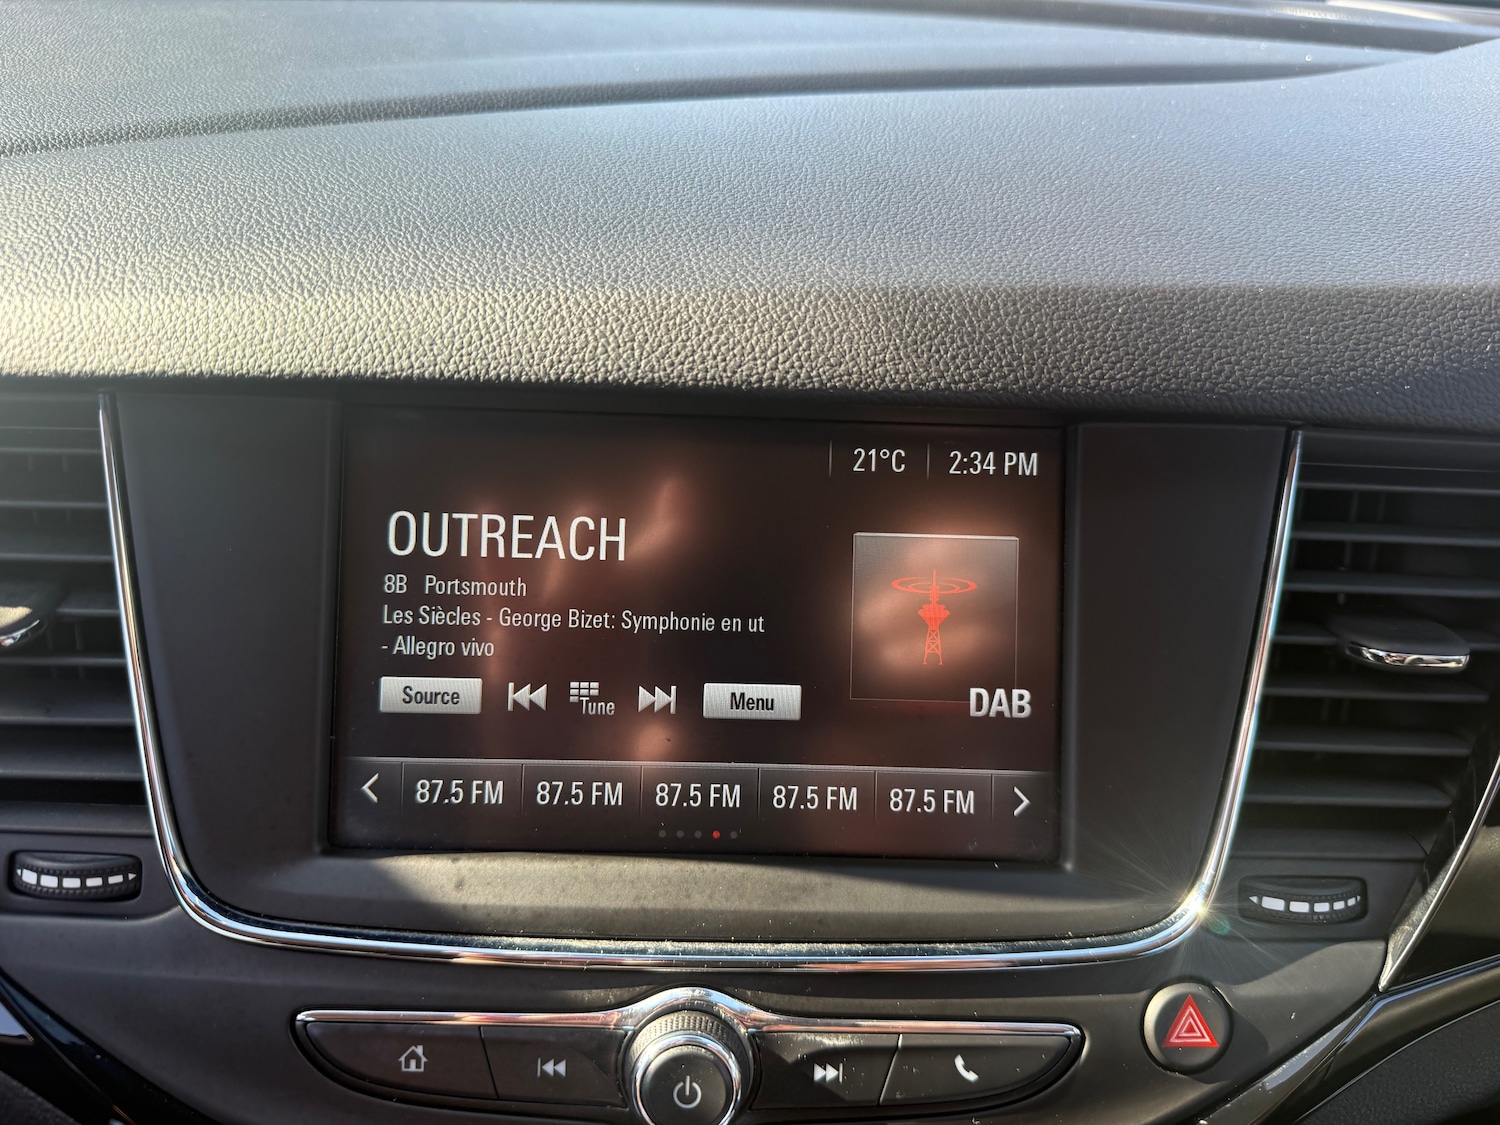 21°C 2:34 PM
OUTREACH
8B Portsmouth
Les Siècles - George Bizet: Symphonie en ut
- Allegro vivo
Source Tune Menu
DAB
87.5 FM 87.5 FM 87.5 FM 87.5 FM 87.5 FM